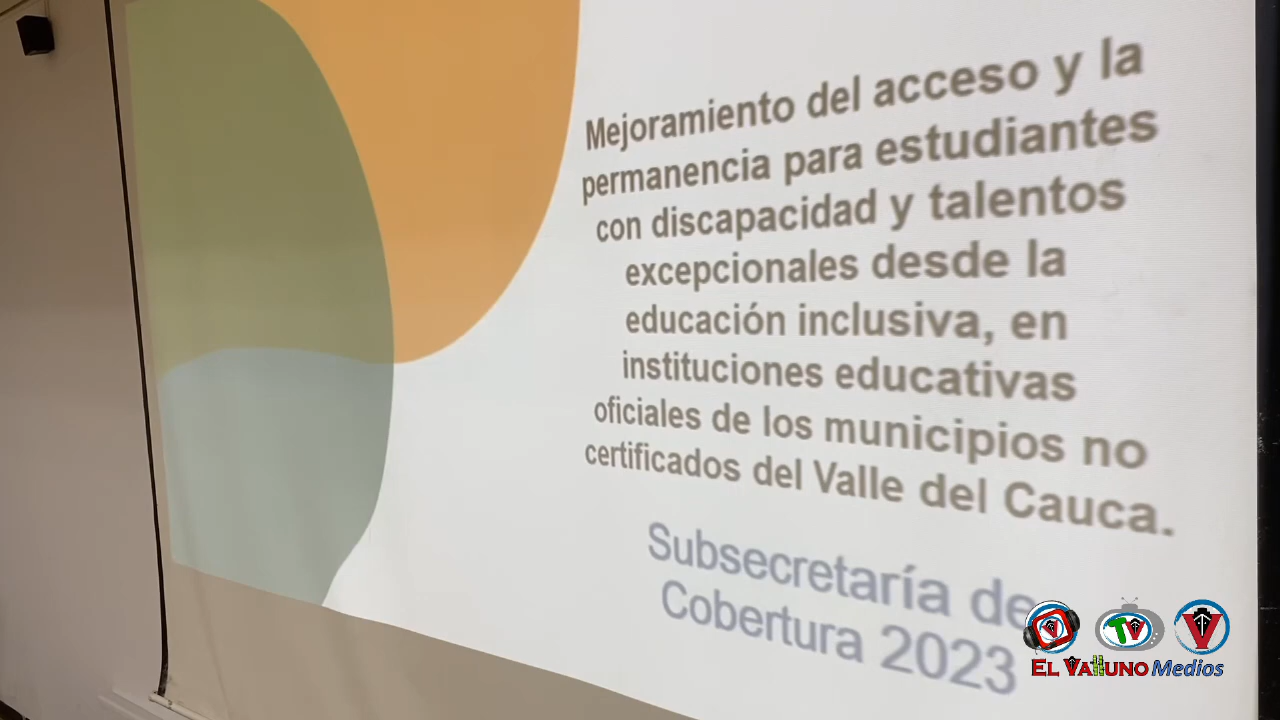 Mejoramiento del acceso y la
permanencia para estudiantes
con discapacidad y talentos
excepcionales desde la
educación inclusiva, en
instituciones educativas
oficiales de los municipios no
certificados del Valle del Cauca.
Subsecretaría de
Cobertura 2023
TV
V
EL VallUNO Medios